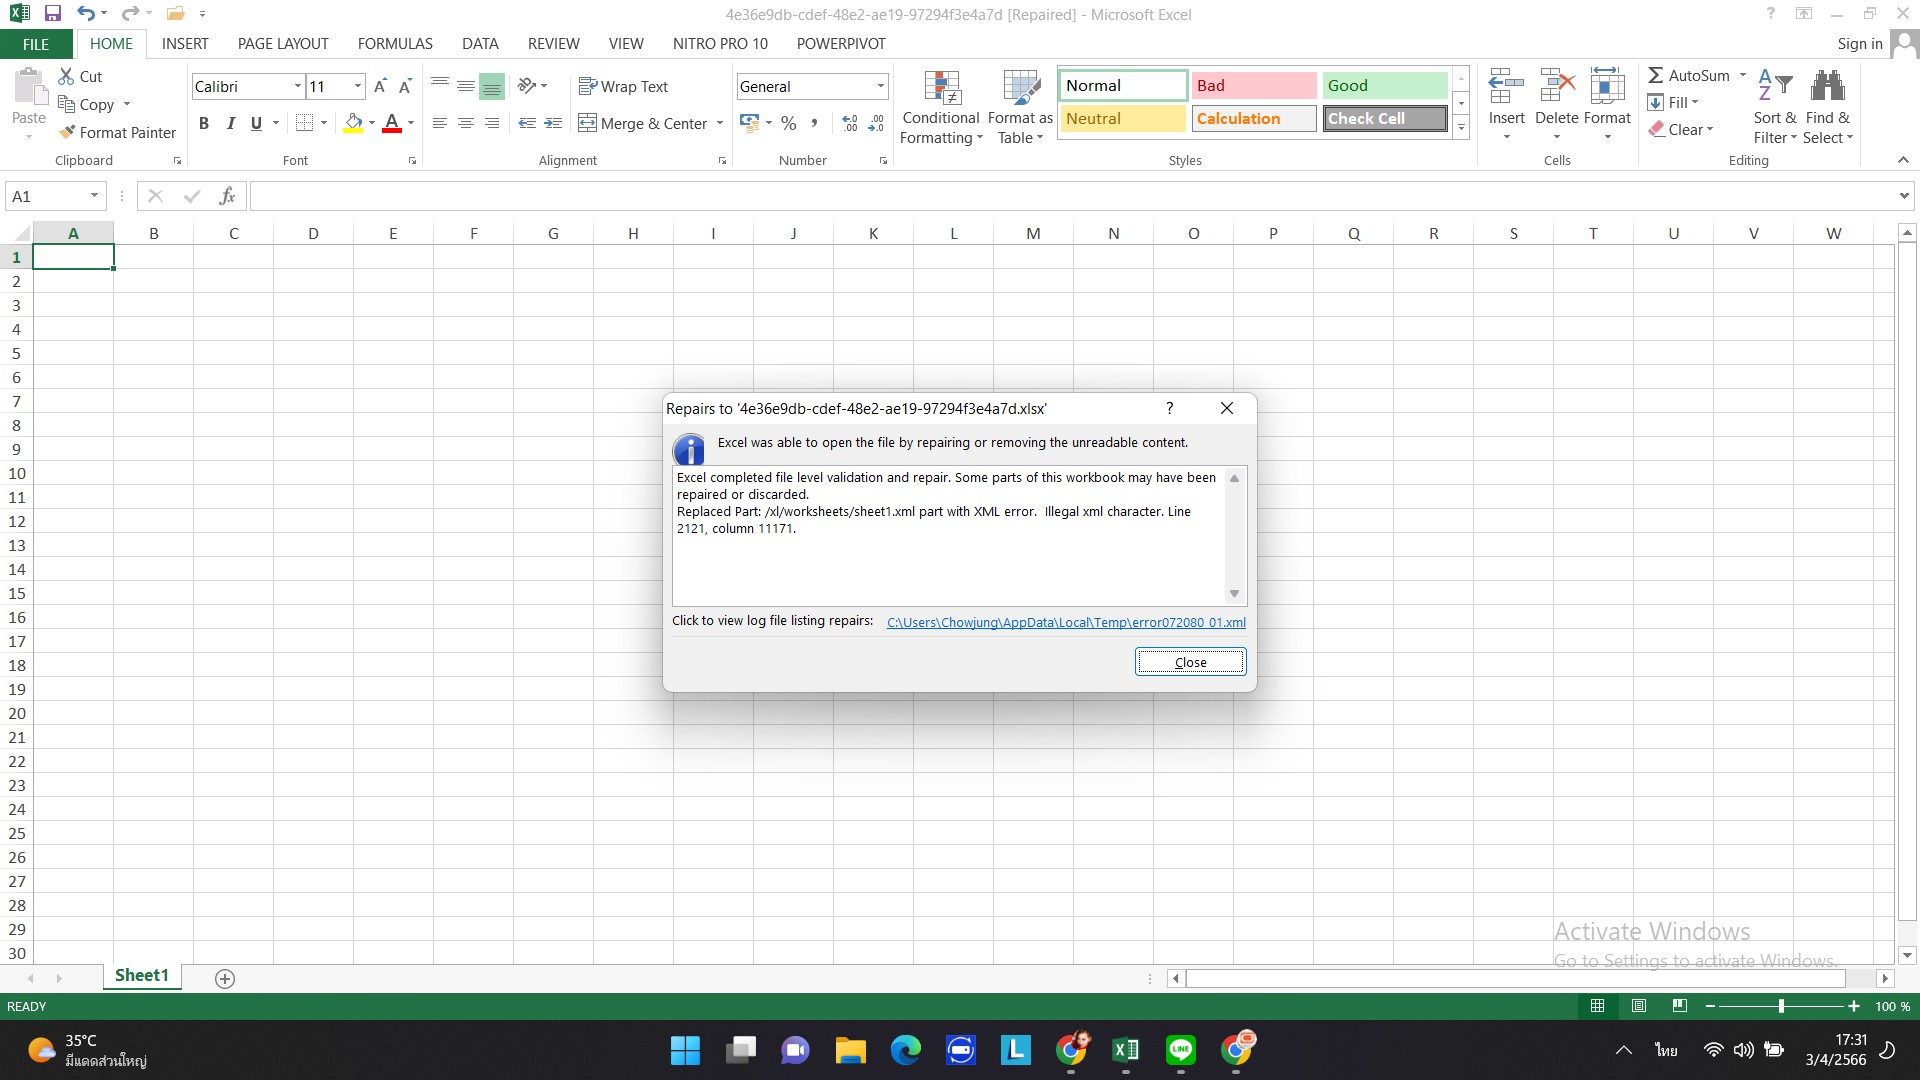 4e36e9db-cdef-48e2-ae19-97294f3e4a7d [Repaired] - Microsoft Excel
FILE HOME INSERT PAGE LAYOUT FORMULAS DATA REVIEW VIEW NITRO PRO 10 POWERPIVOT Sign in
Paste
Cut
Copy
Format Painter
Clipboard
Calibri 11
B I U
Font
Wrap Text
Merge & Center
Alignment
General
Number
Conditional Formatting
Format as Table
Normal Bad Good
Neutral Calculation Check Cell
Styles
Insert Delete Format
Cells
AutoSum
Fill
Clear
Sort & Filter
Find & Select
Editing
A1
fx
A B C D E F G H I J K L M N O P Q R S T U V W
1
2
3
4
5
6
7
8
9
10
11
12
13
14
15
16
17
18
19
20
21
22
23
24
25
26
27
28
29
30
Repairs to '4e36e9db-cdef-48e2-ae19-97294f3e4a7d.xlsx'
Excel was able to open the file by repairing or removing the unreadable content.
Excel completed file level validation and repair. Some parts of this workbook may have been
repaired or discarded.
Replaced Part: /xl/worksheets/sheet1.xml part with XML error.  Illegal xml character. Line
2121, column 11171.
Click to view log file listing repairs: C:\Users\Chowjung\AppData\Local\Temp\error072080_01.xml
Close
Activate Windows
Go to Settings to activate Windows.
Sheet1
READY
100 %
35°C
มีแดดส่วนใหญ่
LINE
ไทย
17:31
3/4/2566